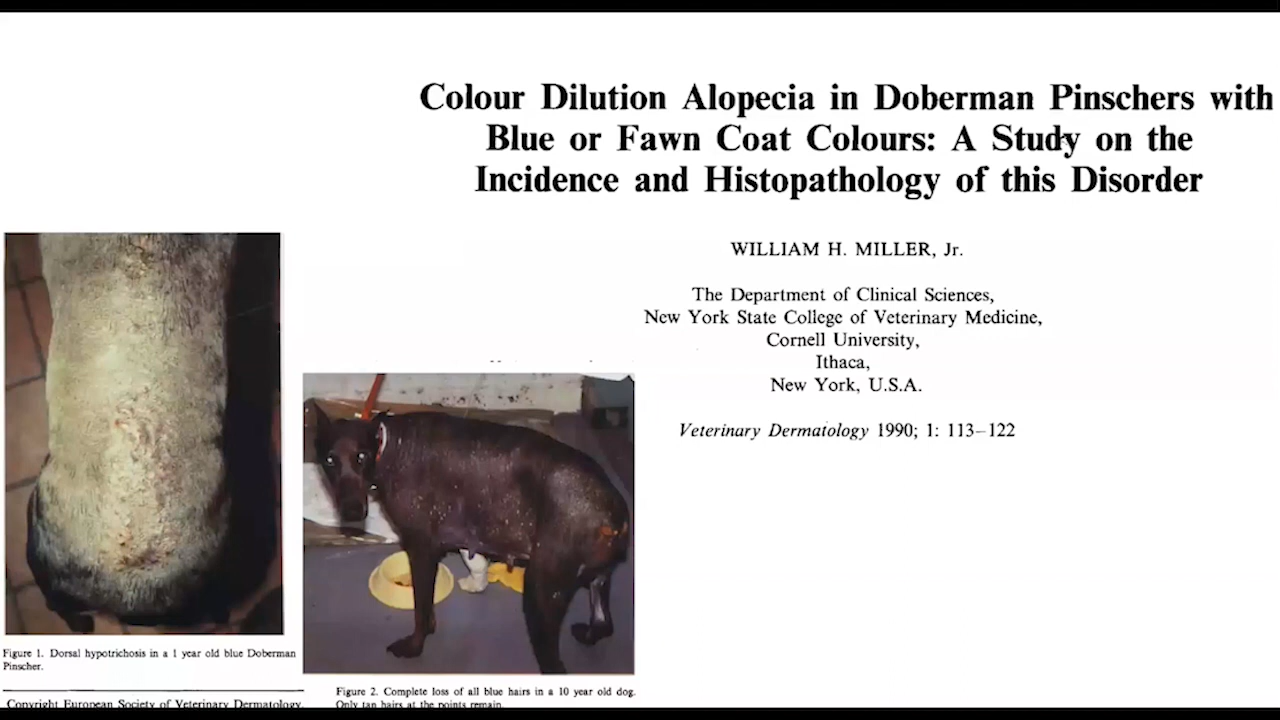 Colour Dilution Alopecia in Doberman Pinschers with
Blue or Fawn Coat Colours: A Study on the
Incidence and Histopathology of this Disorder
WILLIAM H. MILLER, Jr.
The Department of Clinical Sciences,
New York State College of Veterinary Medicine,
Cornell University,
Ithaca,
New York, U.S.A.
Veterinary Dermatology 1990; 1: 113–122
Figure 1. Dorsal hypotrichosis in a 1 year old blue Doberman
Pinscher.
Copyright European Society of Veterinary Dermatology.
Figure 2. Complete loss of all blue hairs in a 10 year old dog.
Only tan hairs at the points remain.